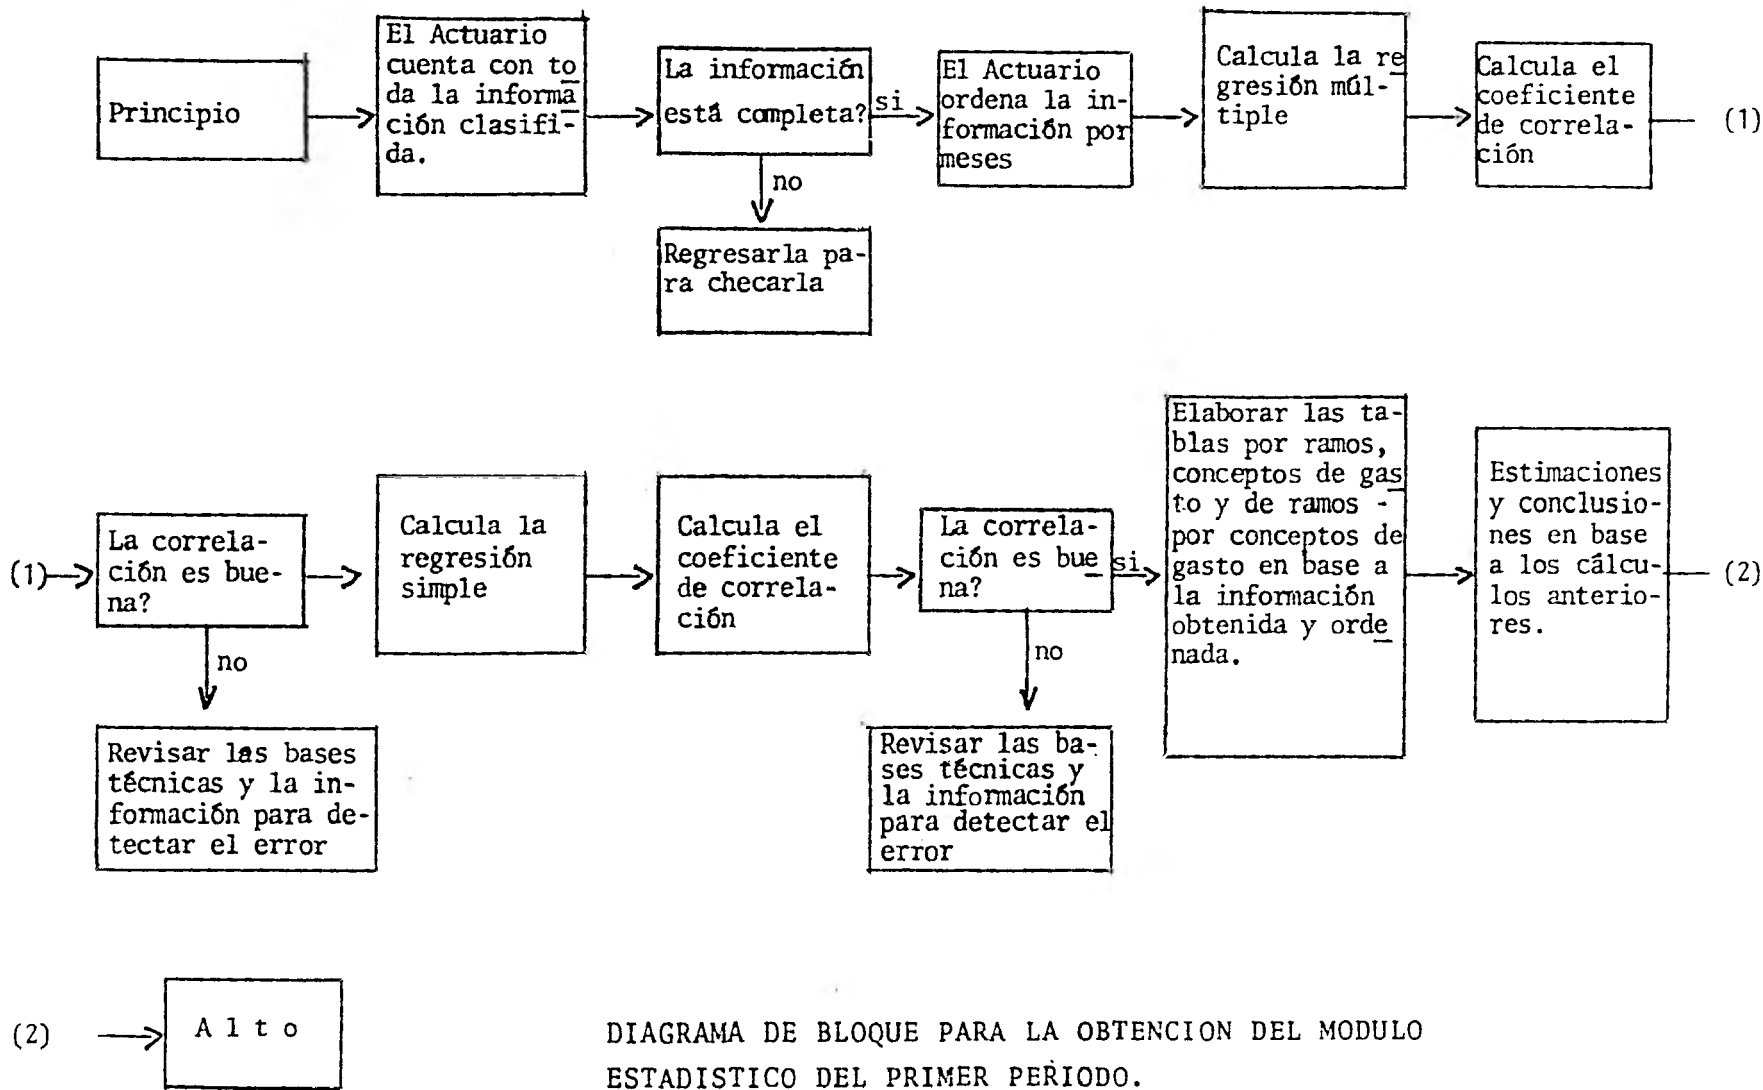 Principio
El Actuario
cuenta con to
da la informa
ción clasifi-
da.
La información
está completa?
si
no
Regresarla pa-
ra checarla
El Actuario
ordena la in-
formación por
meses
Calcula la re
gresión múl-
tiple
Calcula el
coeficiente
de correla-
ción
(1)
(1)
La correla-
ción es bue-
na?
no
Revisar las bases
técnicas y la in-
formación para de-
tectar el error
Calcula la
regresión
simple
Calcula el
coeficiente
de correla-
ción
La correla-
ción es bue
na?
si
no
Revisar las ba-
ses técnicas y
la información
para detectar el
error
Elaborar las ta-
blas por ramos,
conceptos de gas
to y de ramos -
por conceptos de
gasto en base a
la información
obtenida y orde
nada.
Estimaciones
y conclusio-
nes en base
a los cálcu-
los anterio-
res.
(2)
(2)
A l t o
DIAGRAMA DE BLOQUE PARA LA OBTENCION DEL MODULO
ESTADISTICO DEL PRIMER PERIODO.